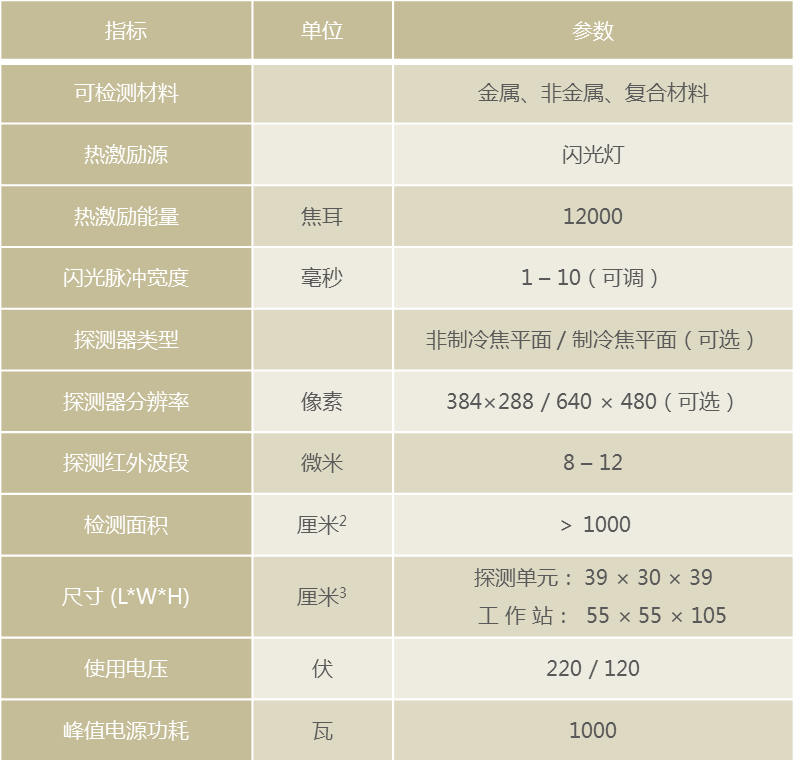 指标 单位 参数
可检测材料 金属、非金属、复合材料
热激励源 闪光灯
热激励能量 焦耳 12000
闪光脉冲宽度 毫秒 1 – 10 ( 可调 )
探测器类型 非制冷焦平面 / 制冷焦平面 ( 可选 )
探测器分辨率 像素 384×288 / 640 × 480 ( 可选 )
探测红外波段 微米 8 – 12
检测面积 厘米² > 1000
尺寸 (L*W*H) 厘米³ 探测单元： 39 × 30 × 39
工 作 站： 55 × 55 × 105
使用电压 伏 220 / 120
峰值电源功耗 瓦 1000